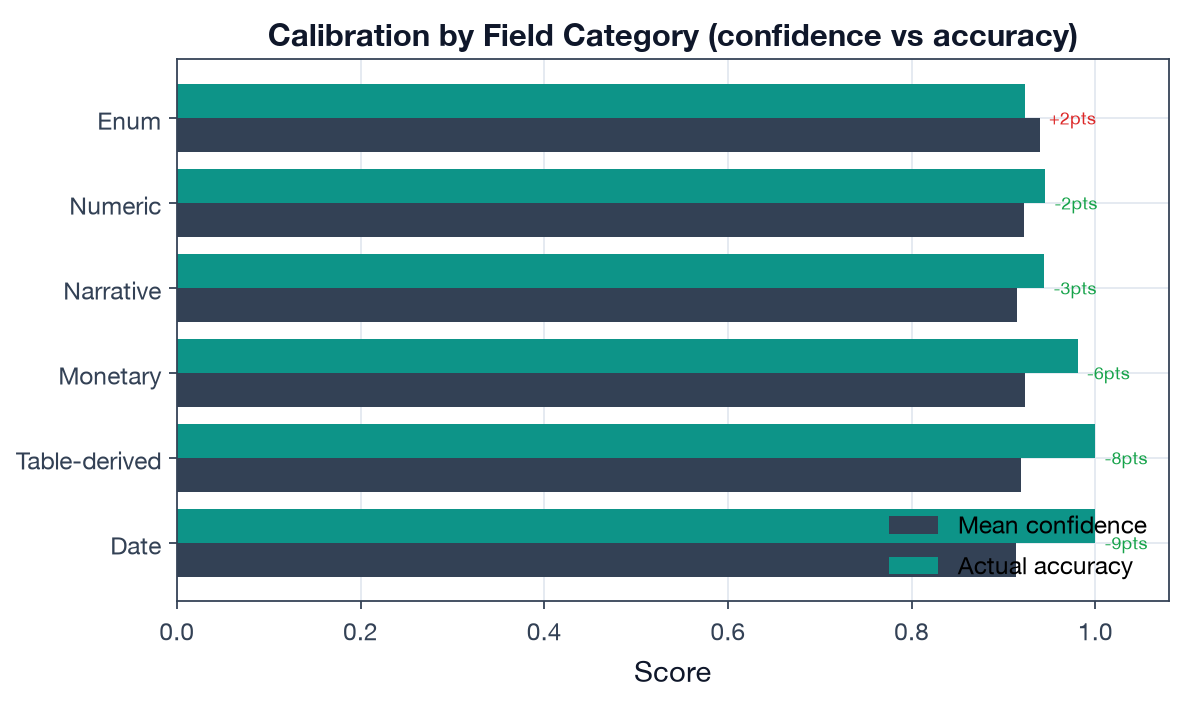 Calibration by Field Category (confidence vs accuracy)
Enum
+2pts
Numeric
-2pts
Narrative
-3pts
Monetary
-6pts
Table-derived
-8pts
Date
-9pts
Mean confidence
Actual accuracy
0.0 0.2 0.4 0.6 0.8 1.0
Score